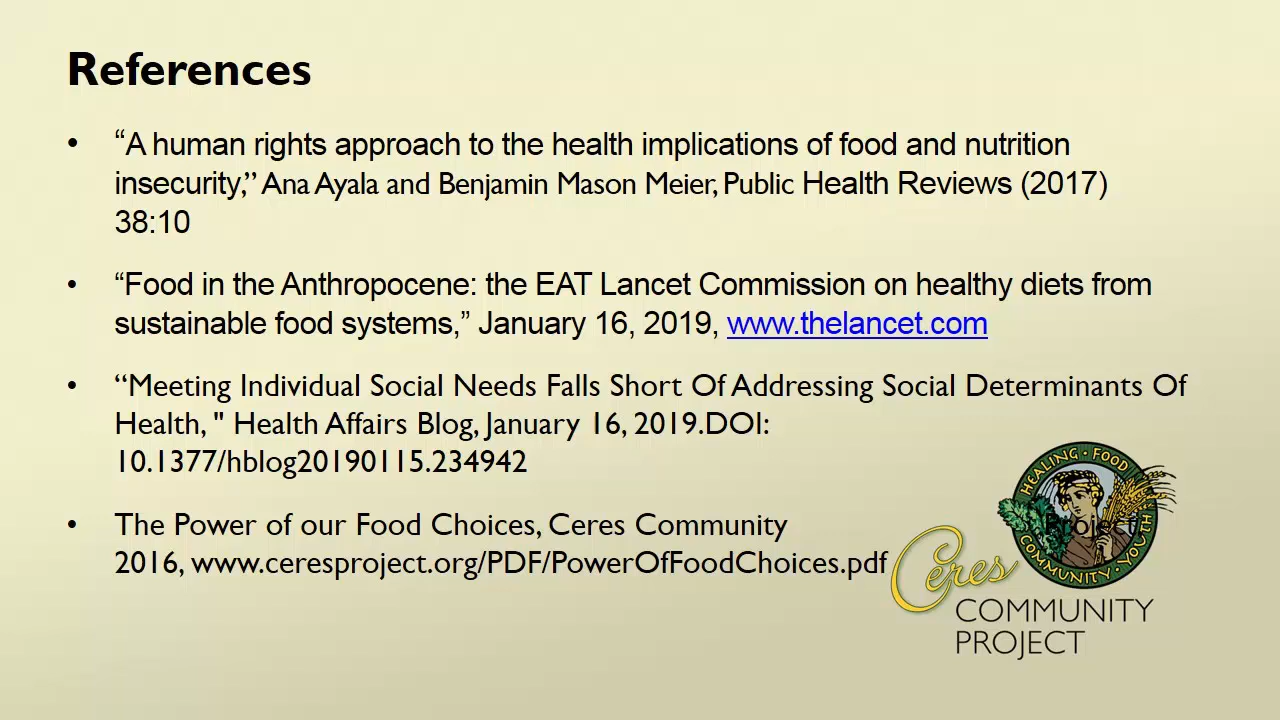 References
• “A human rights approach to the health implications of food and nutrition
insecurity,” Ana Ayala and Benjamin Mason Meier, Public Health Reviews (2017)
38:10
• “Food in the Anthropocene: the EAT Lancet Commission on healthy diets from
sustainable food systems,” January 16, 2019, www.thelancet.com
• “Meeting Individual Social Needs Falls Short Of Addressing Social Determinants Of
Health, " Health Affairs Blog, January 16, 2019.DOI:
10.1377/hblog20190115.234942
• The Power of our Food Choices, Ceres Community Project
2016, www.ceresproject.org/PDF/PowerOfFoodChoices.pdf
HEALING • FOOD
COMMUNITY • YOUTH
Ceres
COMMUNITY
PROJECT